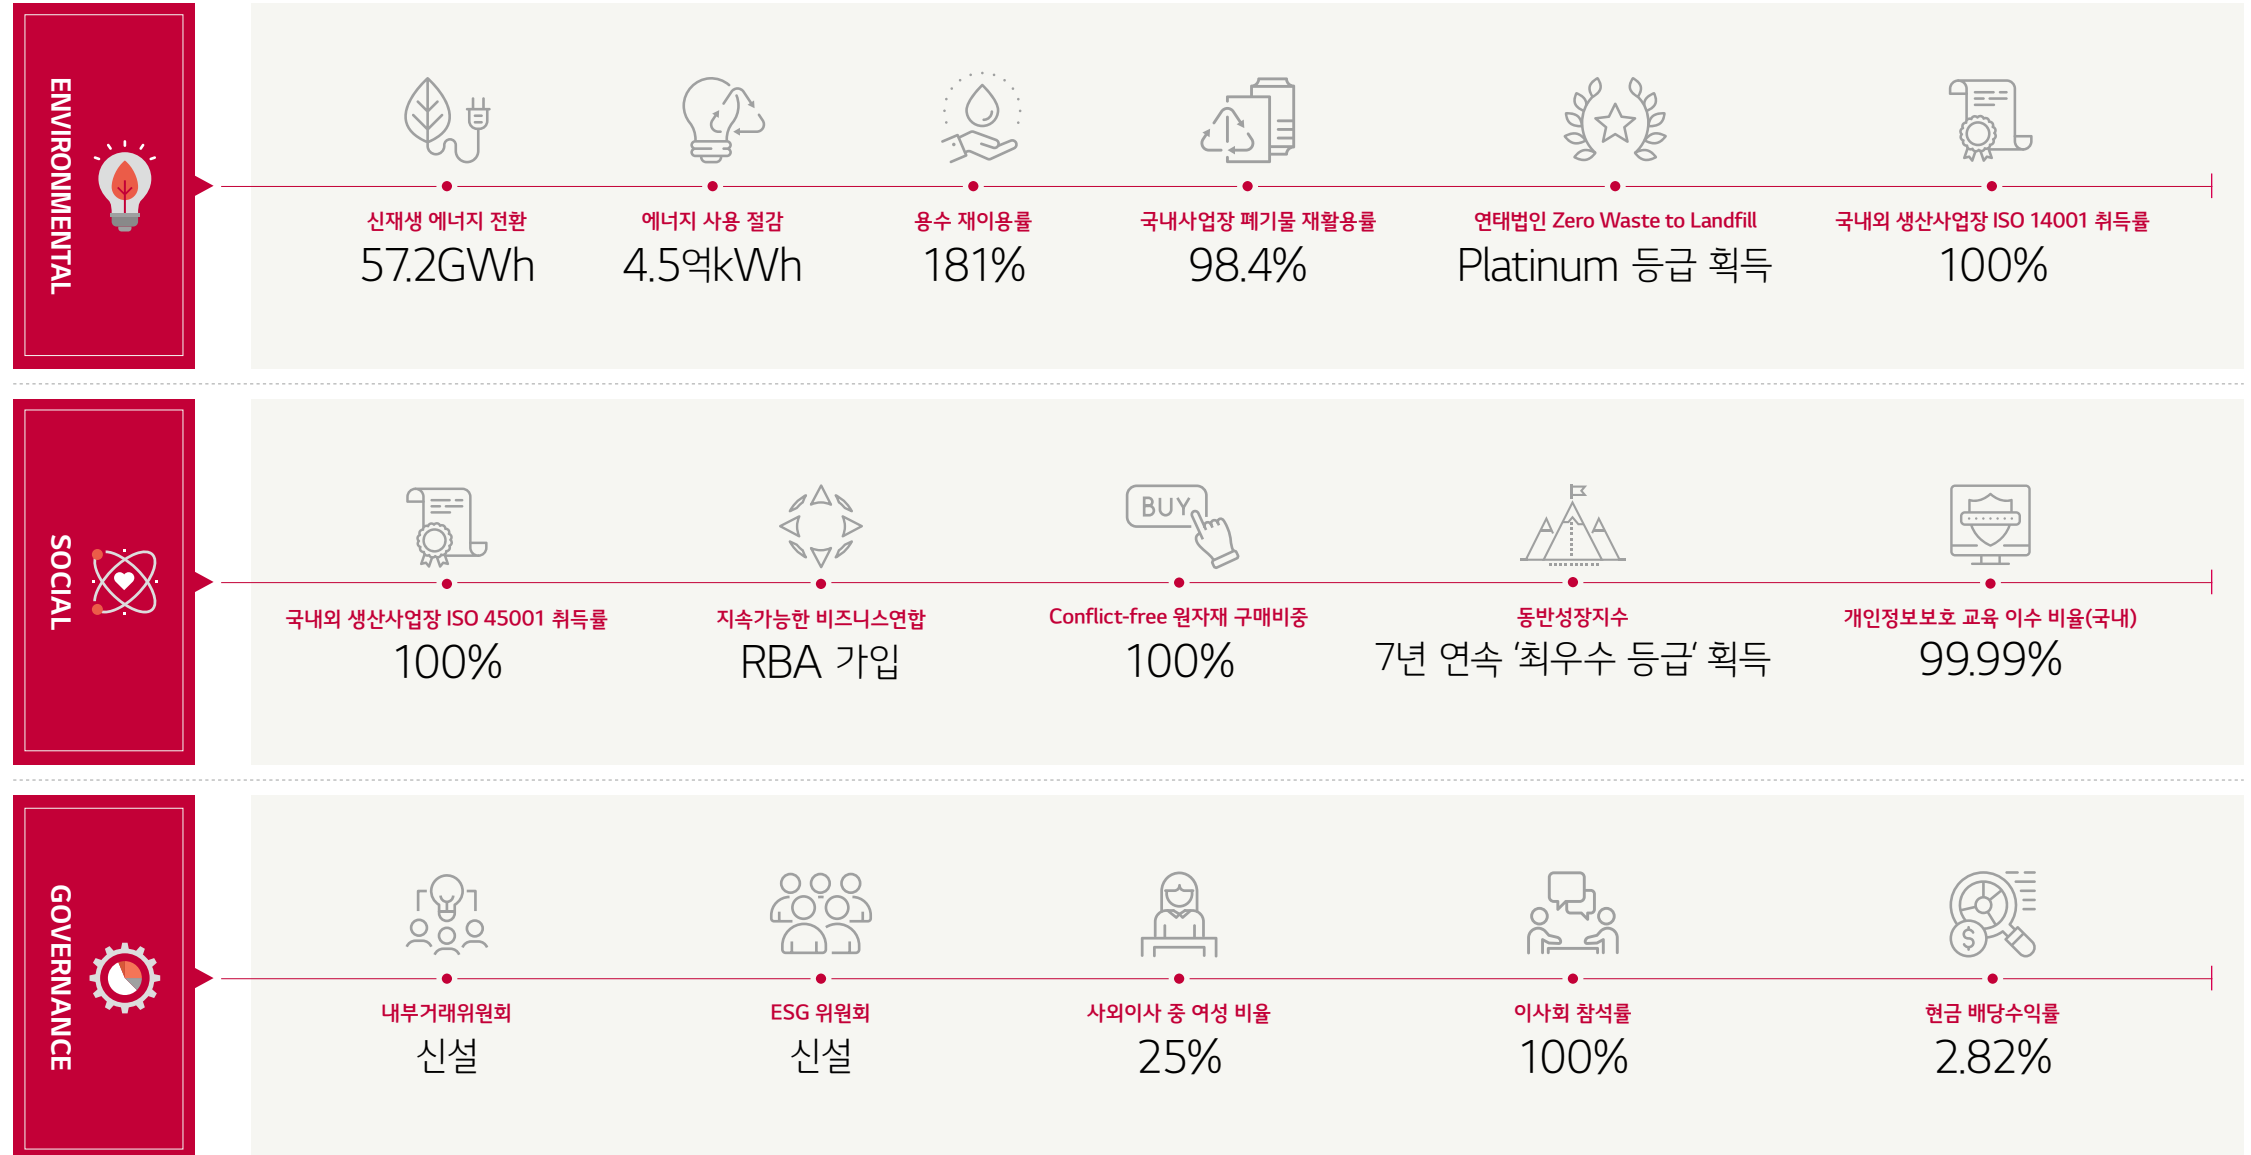 ENVIRONMENTAL
신재생 에너지 전환
57.2GWh
에너지 사용 절감
4.5억kWh
용수 재이용률
181%
국내사업장 폐기물 재활용률
98.4%
연태법인 Zero Waste to Landfill
Platinum 등급 획득
국내외 생산사업장 ISO 14001 취득률
100%
SOCIAL
국내외 생산사업장 ISO 45001 취득률
100%
지속가능한 비즈니스연합
RBA 가입
BUY
Conflict-free 원자재 구매비중
100%
동반성장지수
7년 연속 ‘최우수 등급‘ 획득
개인정보보호 교육 이수 비율(국내)
99.99%
GOVERNANCE
내부거래위원회
신설
ESG 위원회
신설
사외이사 중 여성 비율
25%
이사회 참석률
100%
$
현금 배당수익률
2.82%